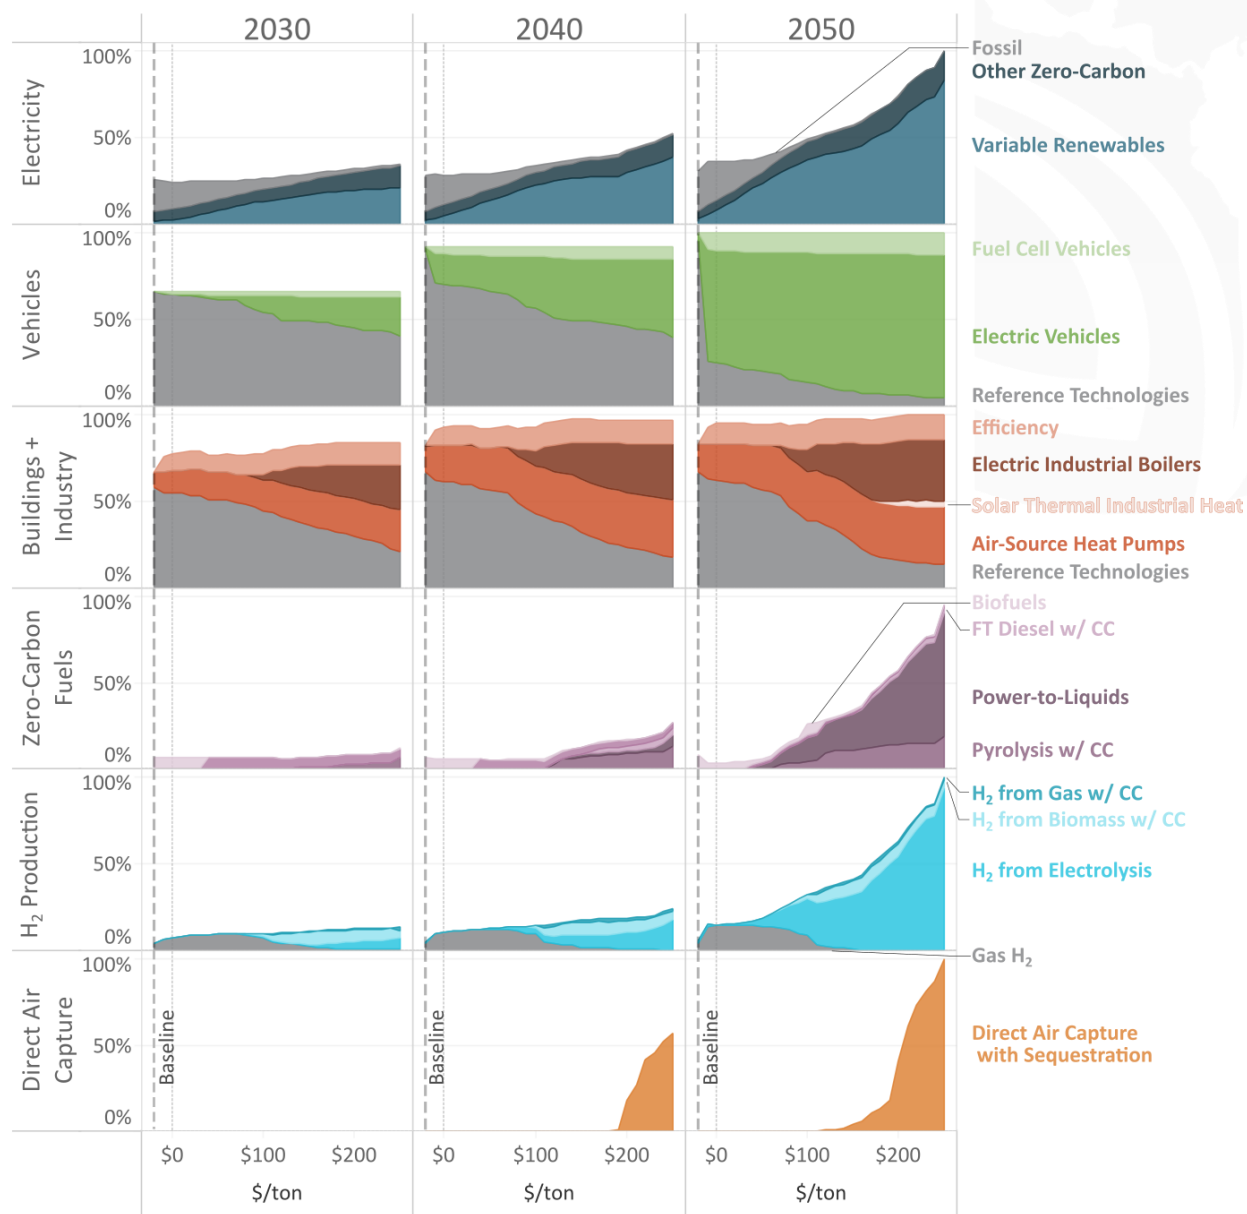 2030 2040 2050
Electricity
100%
50%
0%
Fossil
Other Zero-Carbon
Variable Renewables
Vehicles
100%
50%
0%
Fuel Cell Vehicles
Electric Vehicles
Reference Technologies
Buildings +
Industry
100%
50%
0%
Efficiency
Electric Industrial Boilers
Solar Thermal Industrial Heat
Air-Source Heat Pumps
Reference Technologies
Zero-Carbon
Fuels
100%
50%
0%
Biofuels
FT Diesel w/ CC
Power-to-Liquids
Pyrolysis w/ CC
H₂ Production
100%
50%
0%
H₂ from Gas w/ CC
H₂ from Biomass w/ CC
H₂ from Electrolysis
Gas H₂
Direct Air
Capture
100%
50%
0%
Baseline Baseline Baseline
Direct Air Capture
with Sequestration
$0 $100 $200 $0 $100 $200 $0 $100 $200
$/ton $/ton $/ton